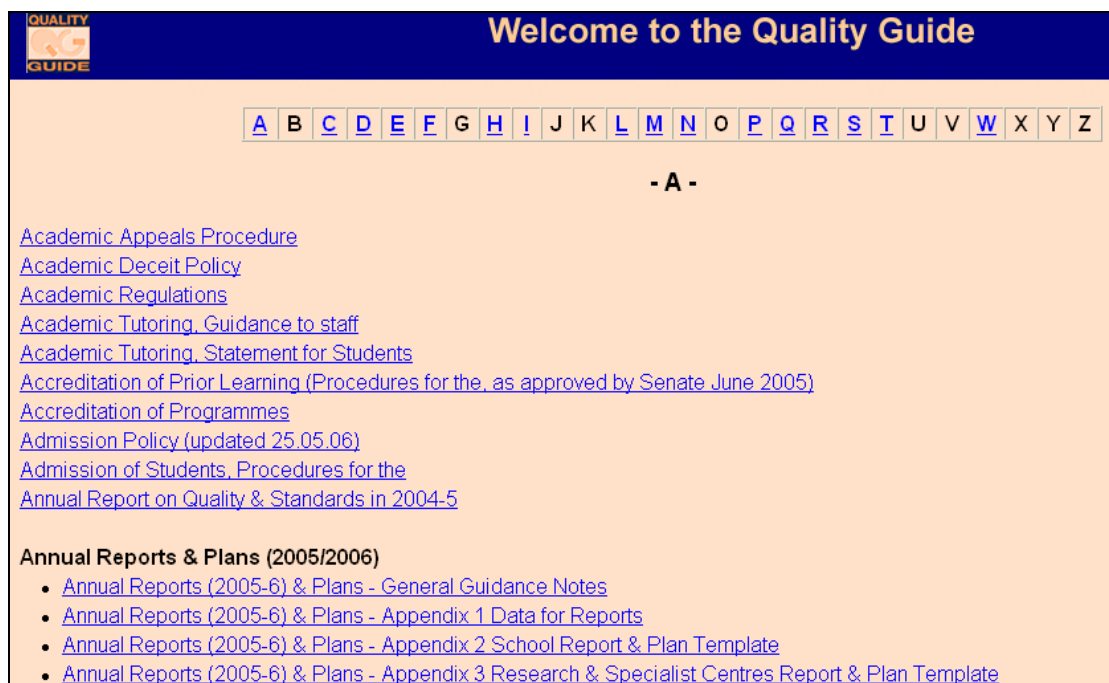 QUALITY
QG
GUIDE
Welcome to the Quality Guide
A B C D E F G H I J K L M N O P Q R S T U V W X Y Z
- A -
Academic Appeals Procedure
Academic Deceit Policy
Academic Regulations
Academic Tutoring, Guidance to staff
Academic Tutoring, Statement for Students
Accreditation of Prior Learning (Procedures for the, as approved by Senate June 2005)
Accreditation of Programmes
Admission Policy (updated 25.05.06)
Admission of Students, Procedures for the
Annual Report on Quality & Standards in 2004-5
Annual Reports & Plans (2005/2006)
• Annual Reports (2005-6) & Plans - General Guidance Notes
• Annual Reports (2005-6) & Plans - Appendix 1 Data for Reports
• Annual Reports (2005-6) & Plans - Appendix 2 School Report & Plan Template
• Annual Reports (2005-6) & Plans - Appendix 3 Research & Specialist Centres Report & Plan Template